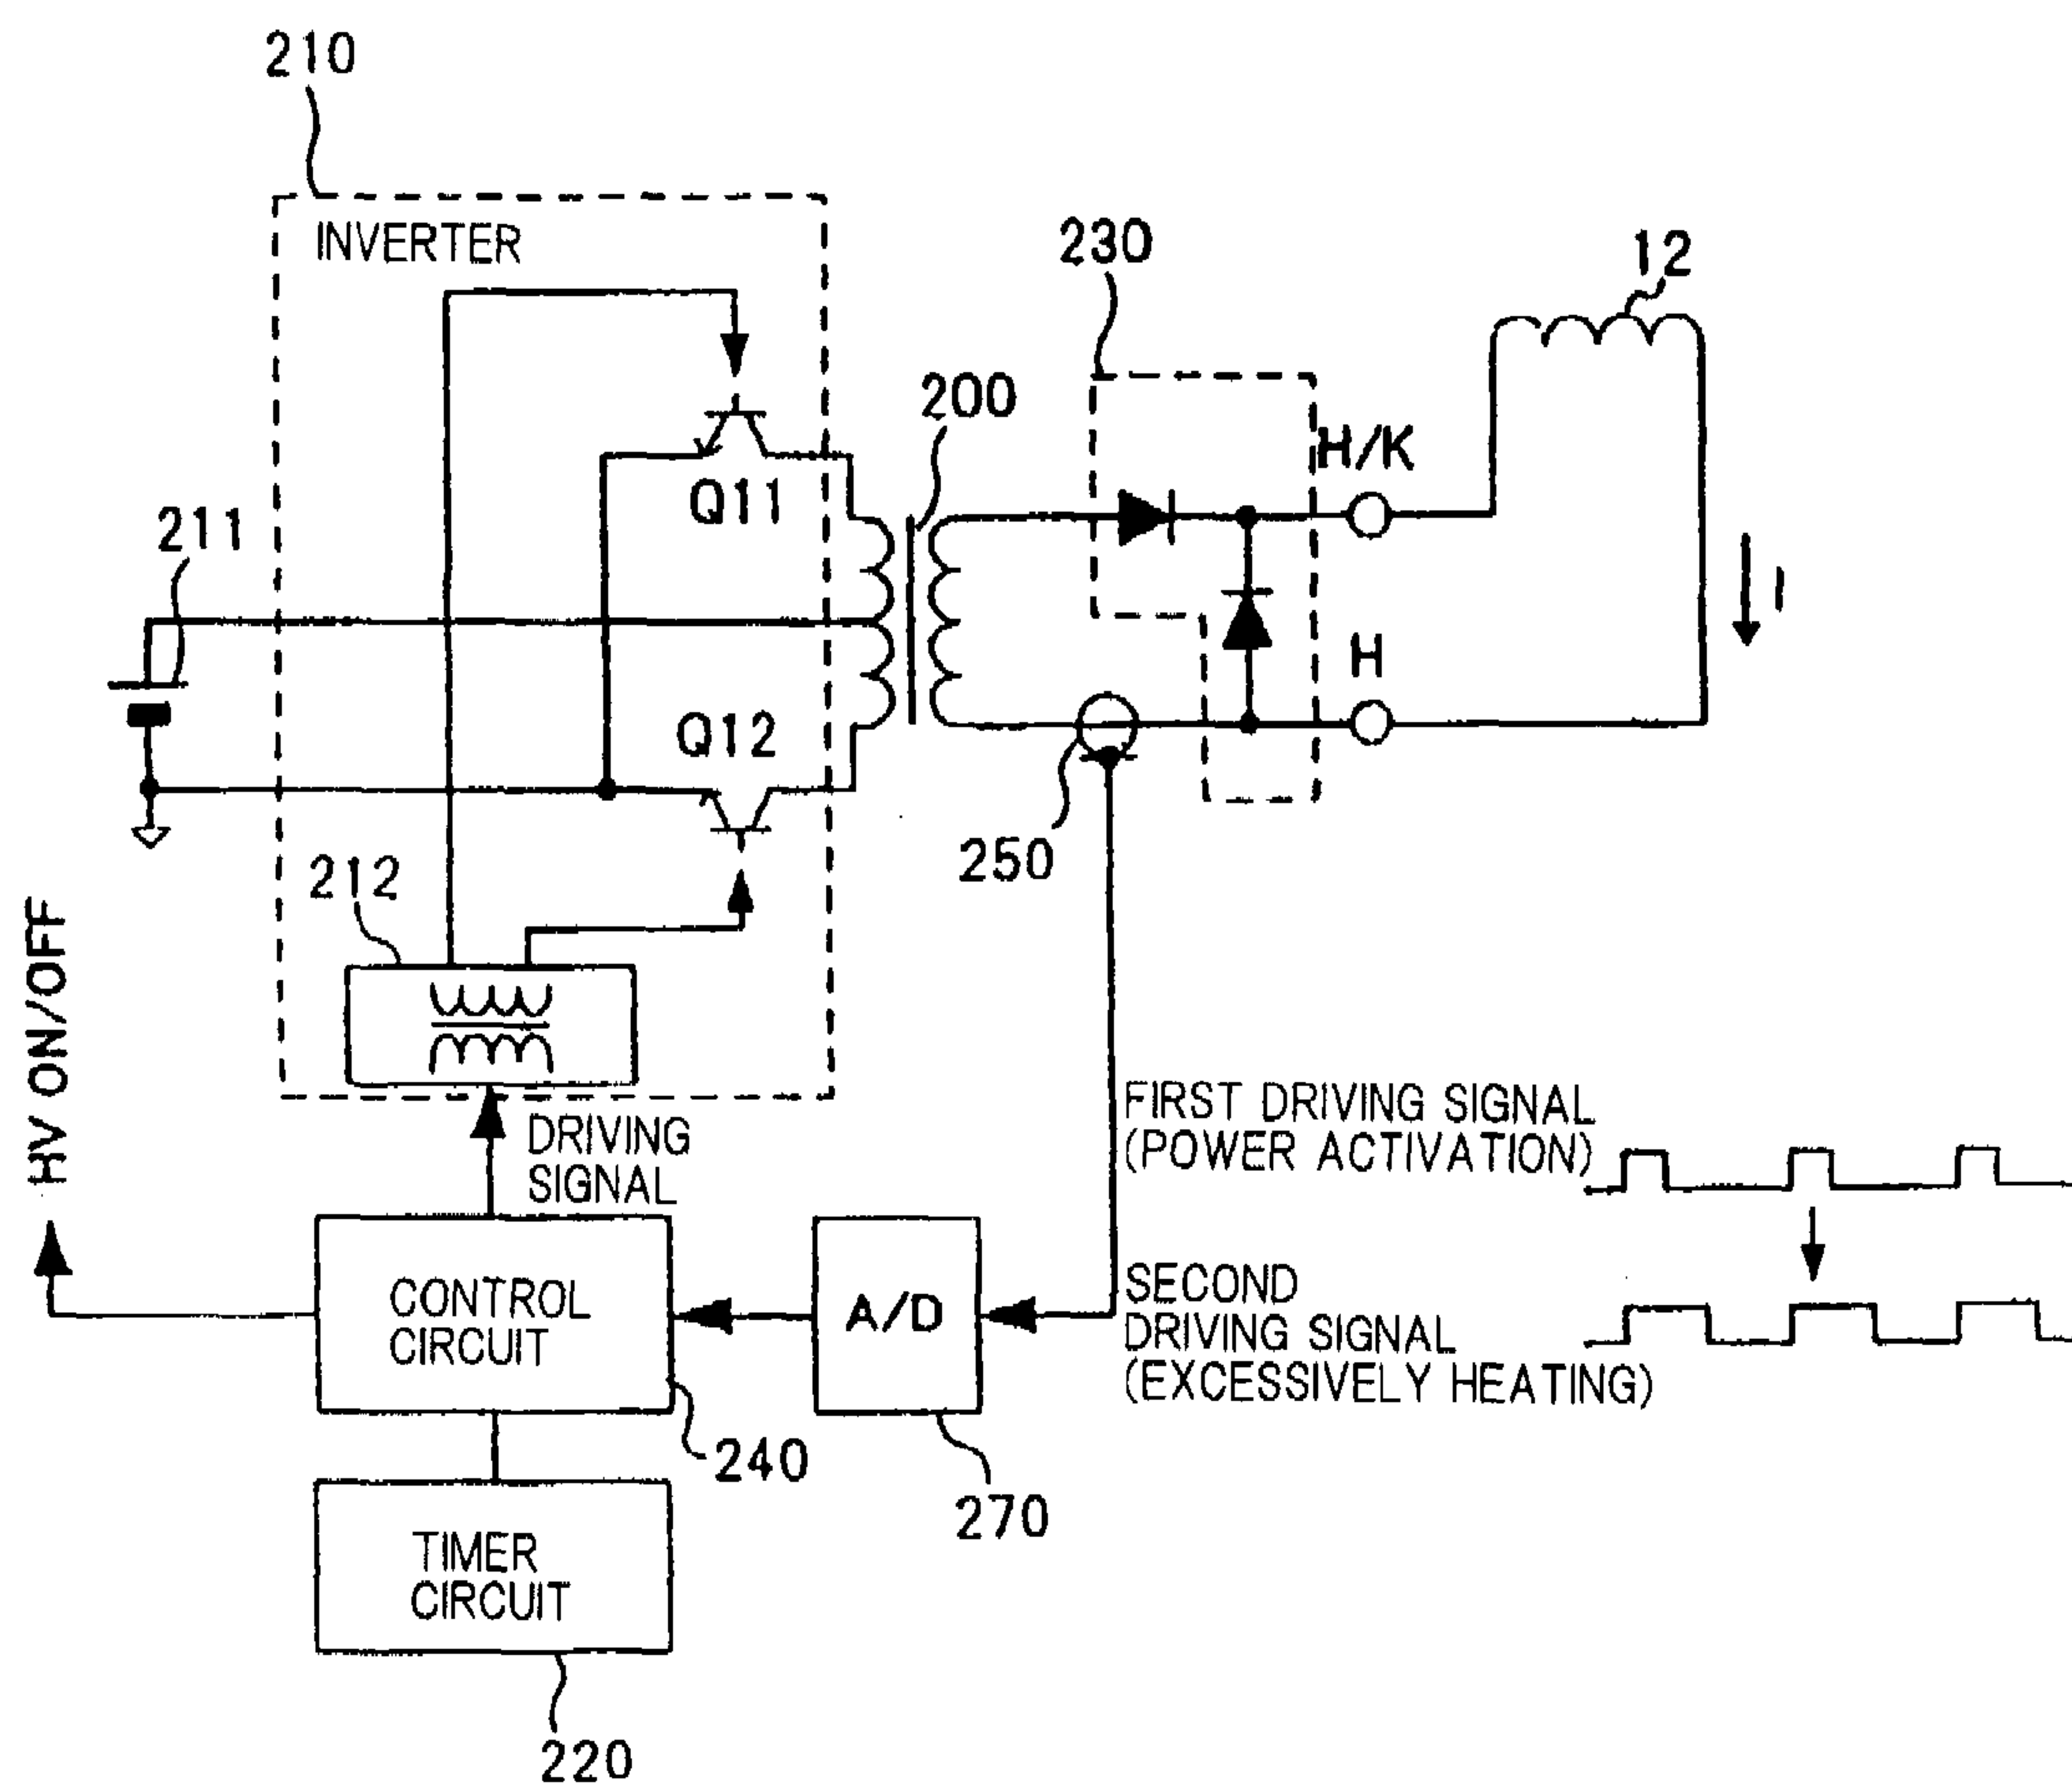 210
INVERTER
230
12
200
H/K
Q11
211
I
H
Q12
250
212
HV ON/OFF
FIRST DRIVING SIGNAL
(POWER ACTIVATION)
DRIVING
SIGNAL
CONTROL
CIRCUIT
A/D
SECOND
DRIVING SIGNAL
(EXCESSIVELY HEATING)
240
270
TIMER
CIRCUIT
220